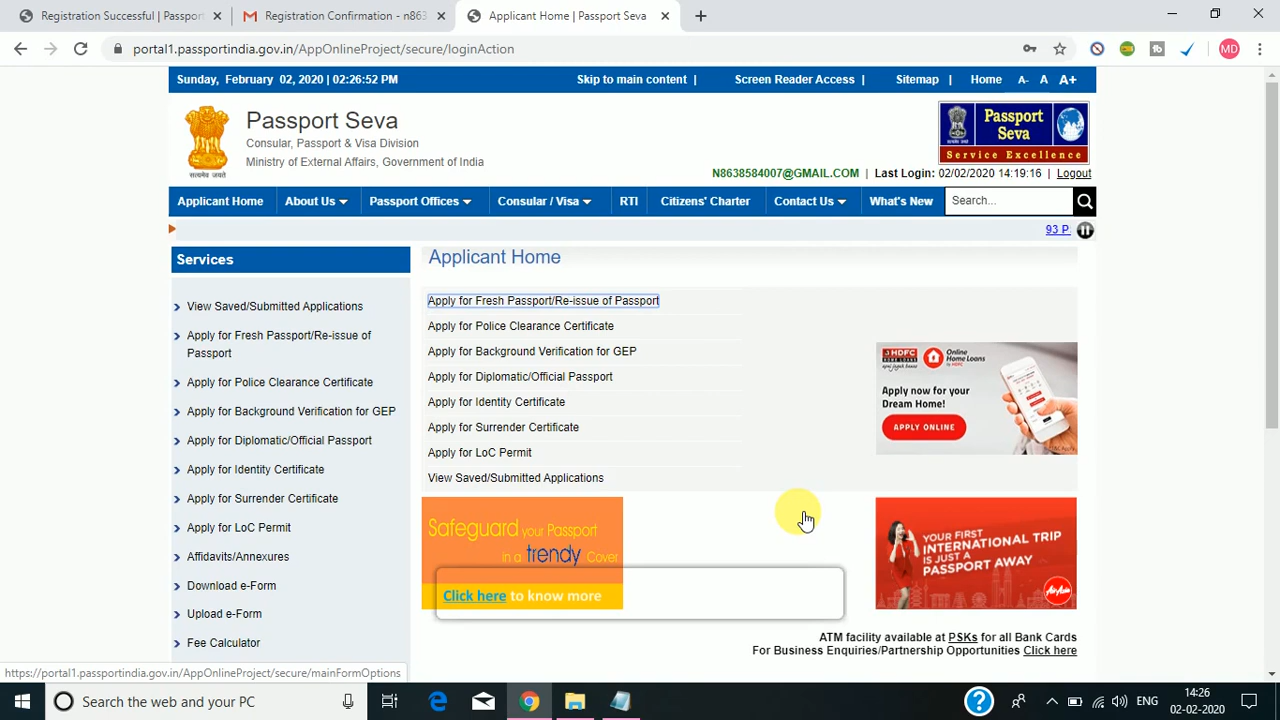 Registration Successful | Passport
Registration Confirmation - n863
Applicant Home | Passport Seva
portal1.passportindia.gov.in/AppOnlineProject/secure/loginAction
MD
Sunday, February 02, 2020 | 02:26:52 PM
Skip to main content |
Screen Reader Access |
Sitemap |
Home
A-
A
A+
सत्यमेव जयते
Passport Seva
Consular, Passport & Visa Division
Ministry of External Affairs, Government of India
Passport
Seva
Service Excellence
N8638584007@GMAIL.COM | Last Login: 02/02/2020 14:19:16 | Logout
Applicant Home
About Us
Passport Offices
Consular / Visa
RTI
Citizens' Charter
Contact Us
What's New
Search...
93 P
Services
View Saved/Submitted Applications
Apply for Fresh Passport/Re-issue of
Passport
Apply for Police Clearance Certificate
Apply for Background Verification for GEP
Apply for Diplomatic/Official Passport
Apply for Identity Certificate
Apply for Surrender Certificate
Apply for LoC Permit
Affidavits/Annexures
Download e-Form
Upload e-Form
Fee Calculator
Applicant Home
Apply for Fresh Passport/Re-issue of Passport
Apply for Police Clearance Certificate
Apply for Background Verification for GEP
Apply for Diplomatic/Official Passport
Apply for Identity Certificate
Apply for Surrender Certificate
Apply for LoC Permit
View Saved/Submitted Applications
HDFC
HOME LOANS
Online
Home Loans
by HDFC
Apply now for your
Dream Home!
APPLY ONLINE
Safeguard your Passport
in a trendy Cover
Click here to know more
YOUR FIRST
INTERNATIONAL TRIP
IS JUST A
PASSPORT AWAY
AirAsia
ATM facility available at PSKs for all Bank Cards
For Business Enquiries/Partnership Opportunities Click here
https://portal1.passportindia.gov.in/AppOnlineProject/secure/mainFormOptions
Search the web and your PC
ENG
14:26
02-02-2020